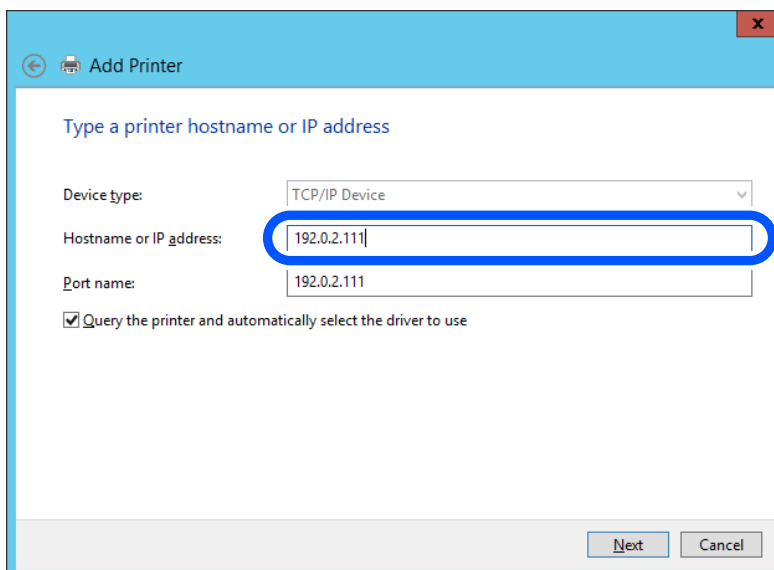 x
Add Printer
Type a printer hostname or IP address
Device type: TCP/IP Device
Hostname or IP address: 192.0.2.111
Port name: 192.0.2.111
Query the printer and automatically select the driver to use
Next Cancel